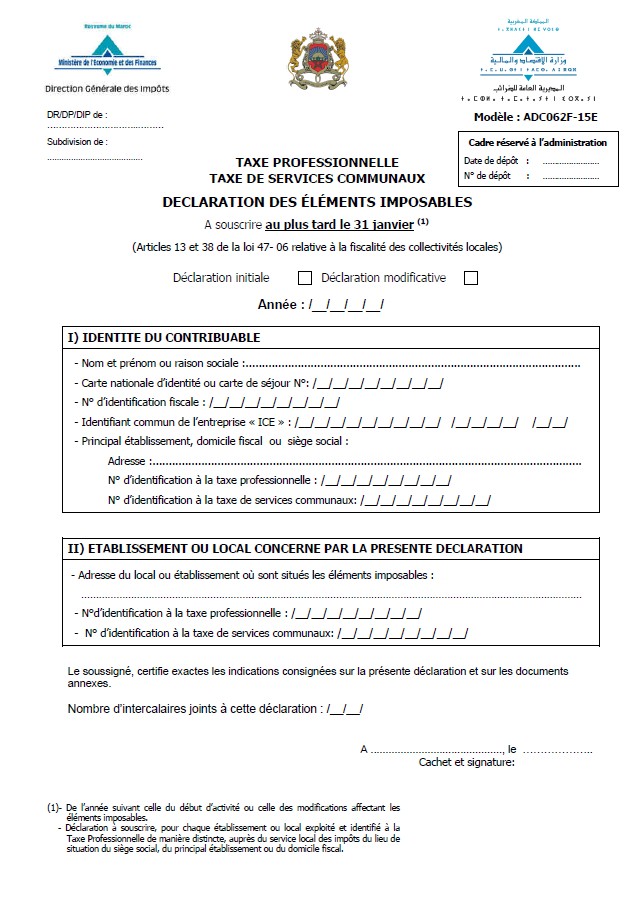 Royaume du Maroc
Ministère de l'Economie et des Finances
Direction Générale des Impôts
المملكة المغربية
وزارة الاقتصاد والمالية
المديرية العامة للضرائب
DR/DP/DIP de :
Modèle : ADC062F-15E
Subdivision de :
Cadre réservé à l'administration
Date de dépôt :
N° de dépôt :
TAXE PROFESSIONNELLE
TAXE DE SERVICES COMMUNAUX
DECLARATION DES ÉLÉMENTS IMPOSABLES
A souscrire au plus tard le 31 janvier (1)
(Articles 13 et 38 de la loi 47- 06 relative à la fiscalité des collectivités locales)
Déclaration initiale Déclaration modificative
Année : /__/__/__/__/
I) IDENTITE DU CONTRIBUABLE
- Nom et prénom ou raison sociale :
- Carte nationale d'identité ou carte de séjour N°: /__/__/__/__/__/__/__/__/
- N° d'identification fiscale : /__/__/__/__/__/__/__/__/
- Identifiant commun de l'entreprise « ICE » : /__/__/__/__/__/__/__/__/__/ /__/__/__/__/ /__/__/
- Principal établissement, domicile fiscal ou siège social :
Adresse :
N° d'identification à la taxe professionnelle : /__/__/__/__/__/__/__/__/
N° d'identification à la taxe de services communaux: /__/__/__/__/__/__/__/__/
II) ETABLISSEMENT OU LOCAL CONCERNE PAR LA PRESENTE DECLARATION
- Adresse du local ou établissement où sont situés les éléments imposables :
- N°d'identification à la taxe professionnelle : /__/__/__/__/__/__/__/__/
- N° d'identification à la taxe de services communaux: /__/__/__/__/__/__/__/__/
Le soussigné, certifie exactes les indications consignées sur la présente déclaration et sur les documents
annexes.
Nombre d'intercalaires joints à cette déclaration : /__/__/
A ............................................, le ………………..
Cachet et signature:
(1)- De l'année suivant celle du début d'activité ou celle des modifications affectant les
éléments imposables.
- Déclaration à souscrire, pour chaque établissement ou local exploité et identifié à la
Taxe Professionnelle de manière distincte, auprès du service local des impôts du lieu de
situation du siège social, du principal établissement ou du domicile fiscal.